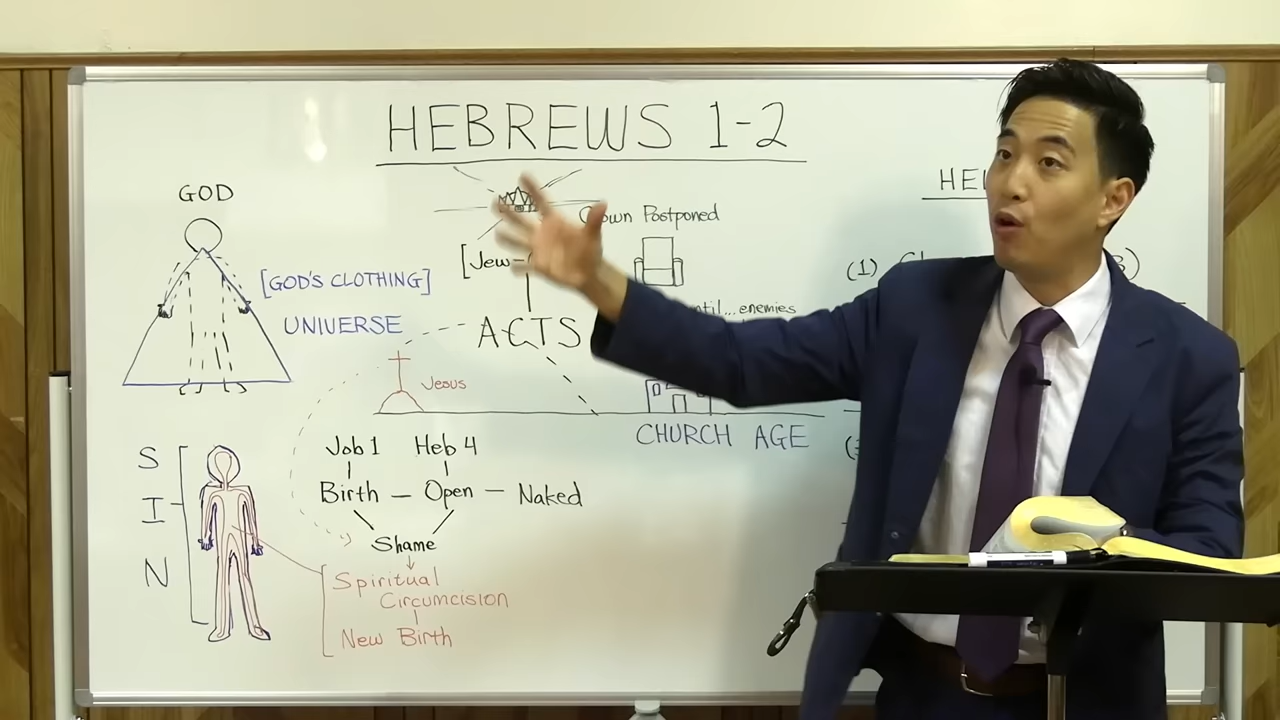 HEBREWS 1-2
GOD
Postponed
[Jew-
[GOD'S CLOTHING]
UNIVERSE
enemies
ACTS
Jesus
CHURCH AGE
Job 1 Heb 4
Birth — Open — Naked
Shame
S
I
N
Spiritual
Circumcision
New Birth
(1)